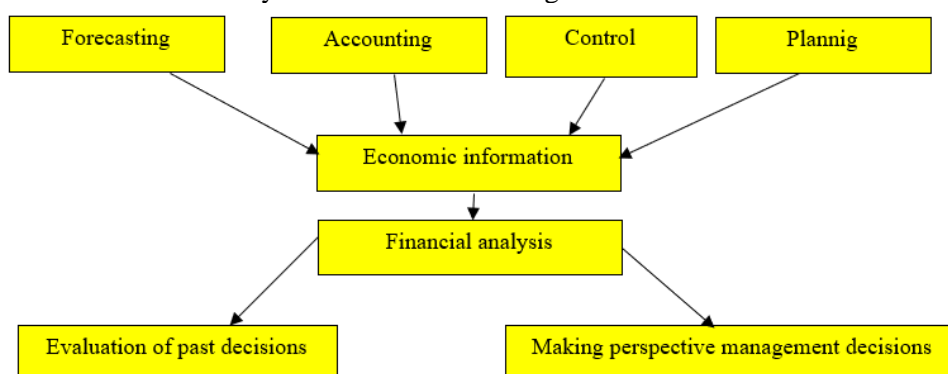 Forecasting
Accounting
Control
Plannig
Economic information
Financial analysis
Evaluation of past decisions
Making perspective management decisions